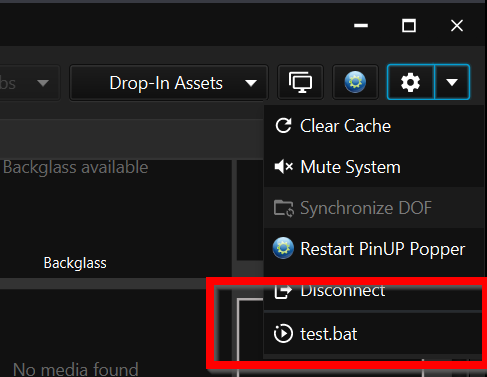 bs
Drop-In Assets
Clear Cache
Backglass available
Mute System
Synchronize DOF
Restart PinUP Popper
Backglass
Disconnect
test.bat
No media found